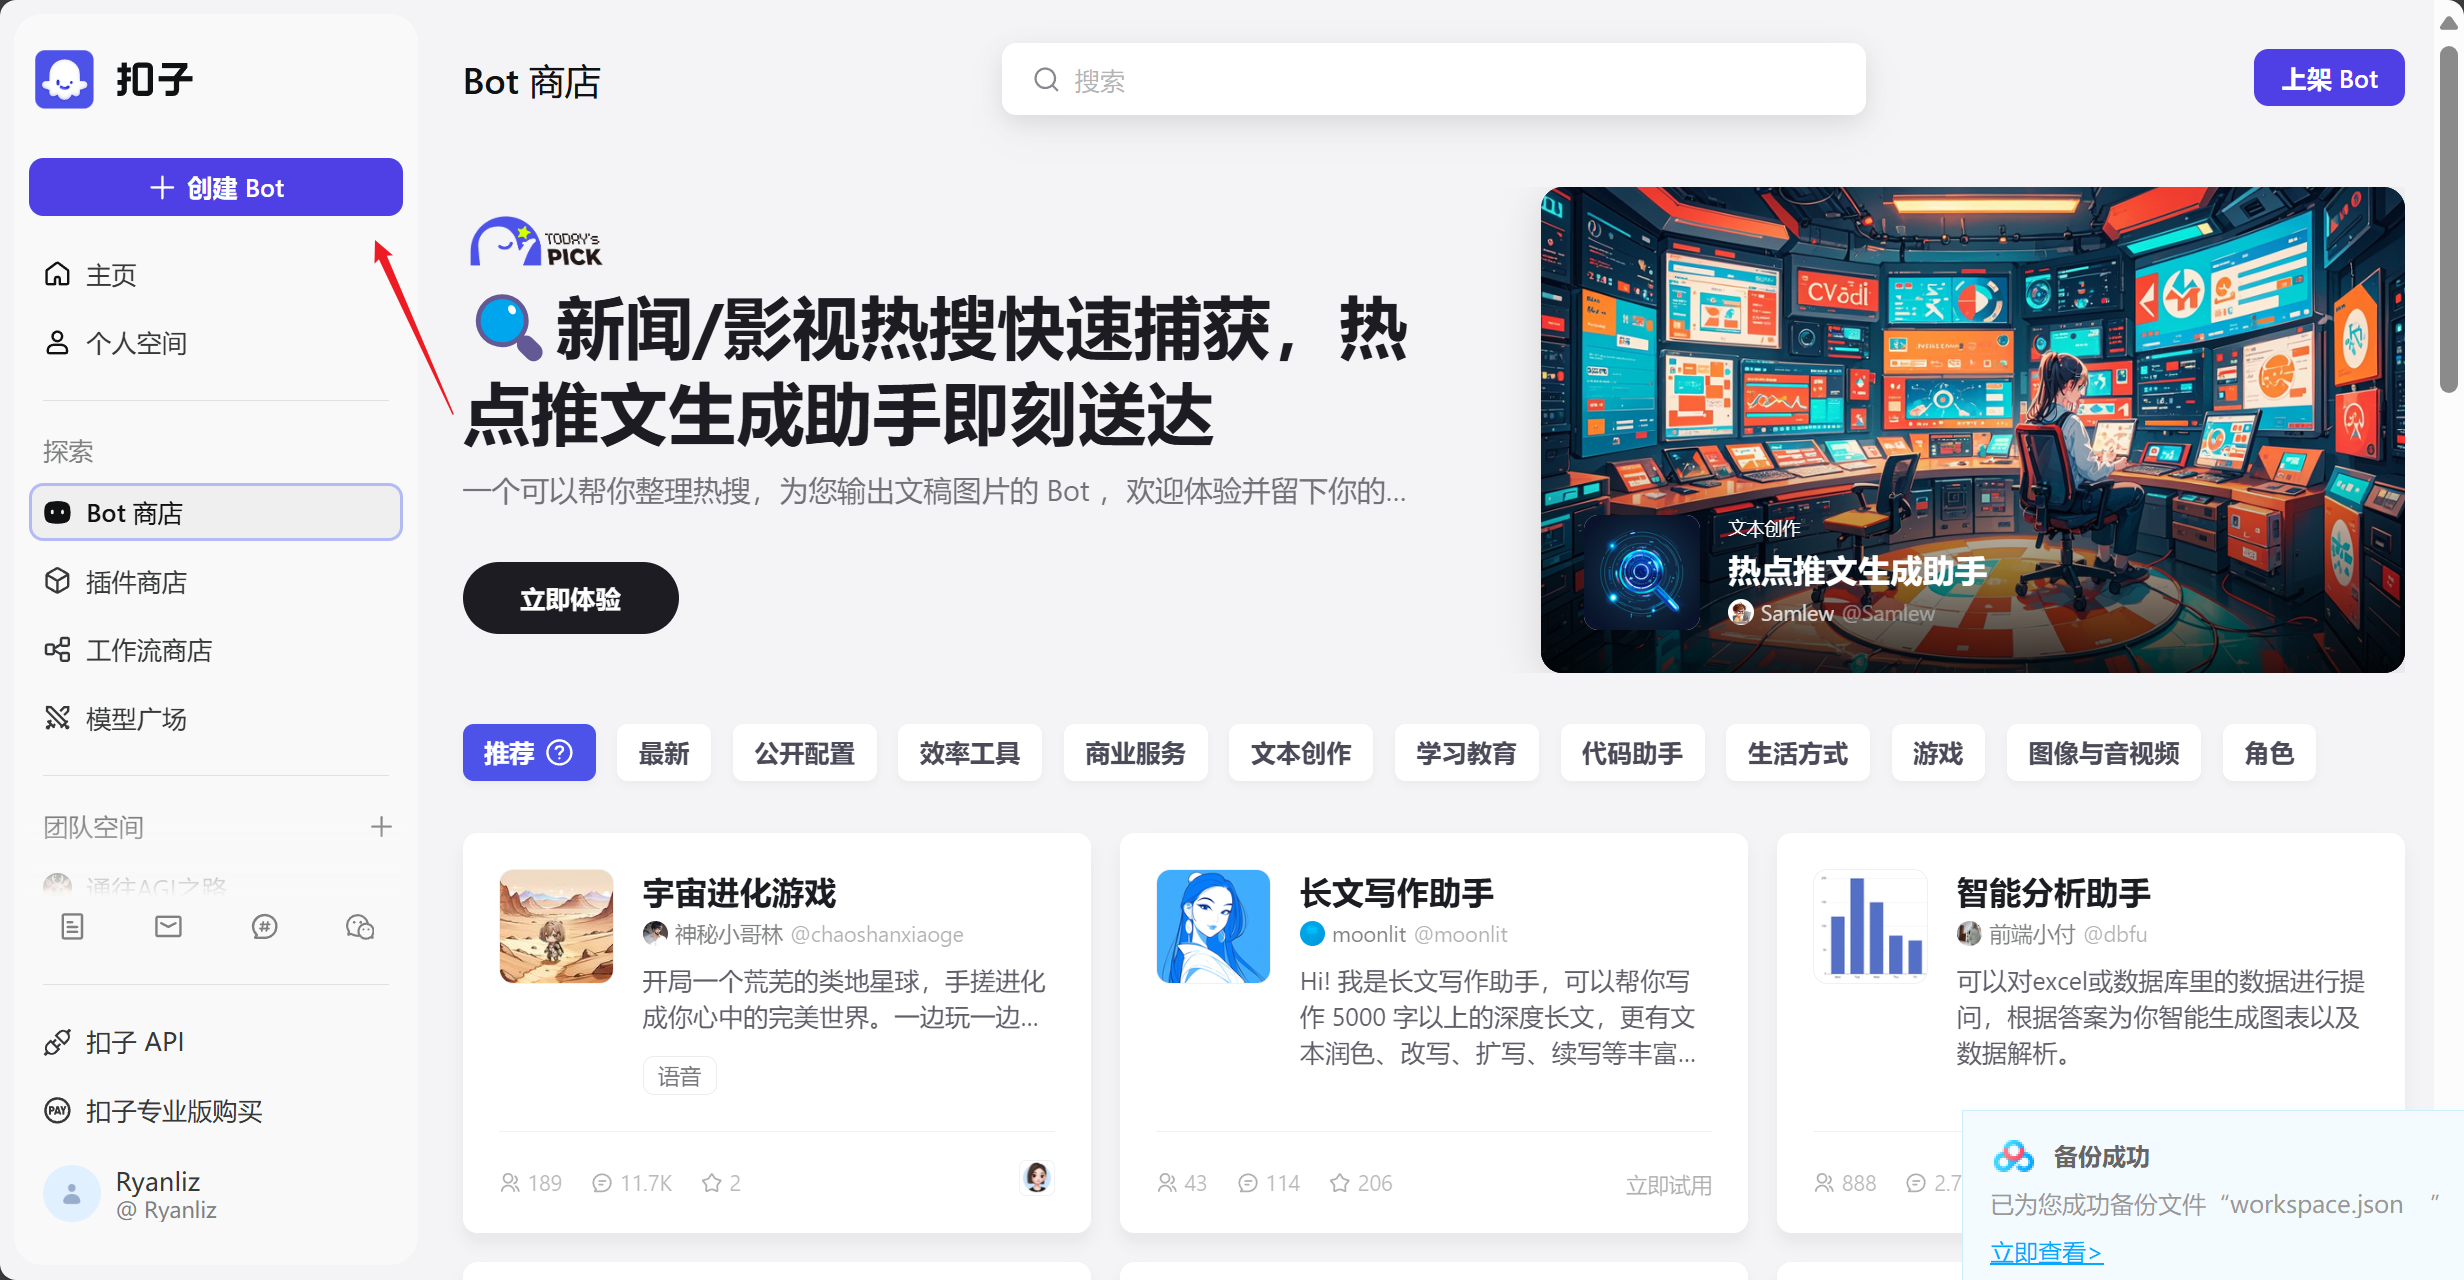 扣子
创建 Bot
主页
个人空间
探索
Bot 商店
插件商店
工作流商店
模型广场
团队空间
通往AGI之路
扣子 API
PAY 扣子专业版购买
Ryanliz
@ Ryanliz
Bot 商店
搜索
上架 Bot
TODAY's
PICK
新闻/影视热搜快速捕获，热
点推文生成助手即刻送达
一个可以帮你整理热搜，为您输出文稿图片的 Bot ，欢迎体验并留下你的...
立即体验
CVodi
文本创作
热点推文生成助手
Samlew @Samlew
推荐
最新
公开配置
效率工具
商业服务
文本创作
学习教育
代码助手
生活方式
游戏
图像与音视频
角色
宇宙进化游戏
神秘小哥林 @chaoshanxiaoge
开局一个荒芜的类地星球，手搓进化
成你心中的完美世界。一边玩一边...
语音
189 11.7K 2
长文写作助手
moonlit @moonlit
Hi! 我是长文写作助手，可以帮你写
作 5000 字以上的深度长文，更有文
本润色、改写、扩写、续写等丰富...
43 114 206 立即试用
智能分析助手
前端小付 @dbfu
可以对excel或数据库里的数据进行提
问，根据答案为你智能生成图表以及
数据解析。
888 2.7
备份成功
已为您成功备份文件“workspace.json ”
立即查看>